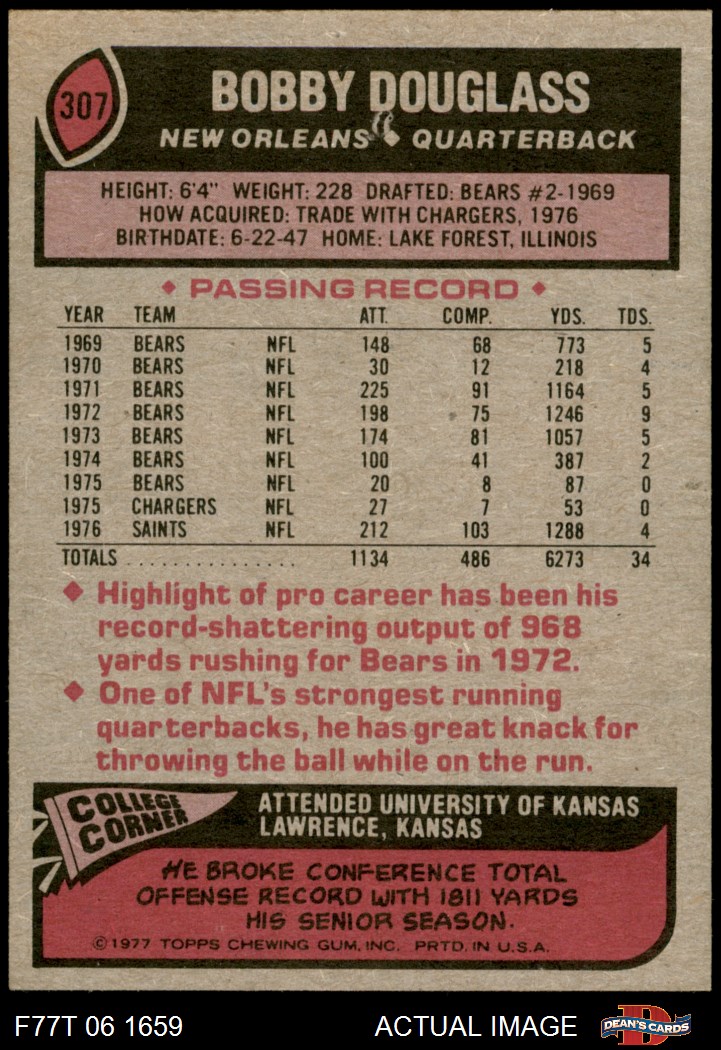 307
BOBBY DOUGLASS
NEW ORLEANS ◆ QUARTERBACK
HEIGHT: 6'4" WEIGHT: 228 DRAFTED: BEARS #2-1969
HOW ACQUIRED: TRADE WITH CHARGERS, 1976
BIRTHDATE: 6-22-47 HOME: LAKE FOREST, ILLINOIS
◆ PASSING RECORD ◆
YEAR TEAM ATT. COMP. YDS. TDS.
1969 BEARS NFL 148 68 773 5
1970 BEARS NFL 30 12 218 4
1971 BEARS NFL 225 91 1164 5
1972 BEARS NFL 198 75 1246 9
1973 BEARS NFL 174 81 1057 5
1974 BEARS NFL 100 41 387 2
1975 BEARS NFL 20 8 87 0
1975 CHARGERS NFL 27 7 53 0
1976 SAINTS NFL 212 103 1288 4
TOTALS ................ 1134 486 6273 34
◆ Highlight of pro career has been his
record-shattering output of 968
yards rushing for Bears in 1972.
◆ One of NFL's strongest running
quarterbacks, he has great knack for
throwing the ball while on the run.
COLLEGE
CORNER
ATTENDED UNIVERSITY OF KANSAS
LAWRENCE, KANSAS
HE BROKE CONFERENCE TOTAL
OFFENSE RECORD WITH 1811 YARDS
HIS SENIOR SEASON.
©1977 TOPPS CHEWING GUM, INC. PRTD. IN U.S.A.
F77T 06 1659 ACTUAL IMAGE
D
DEAN'S CARDS